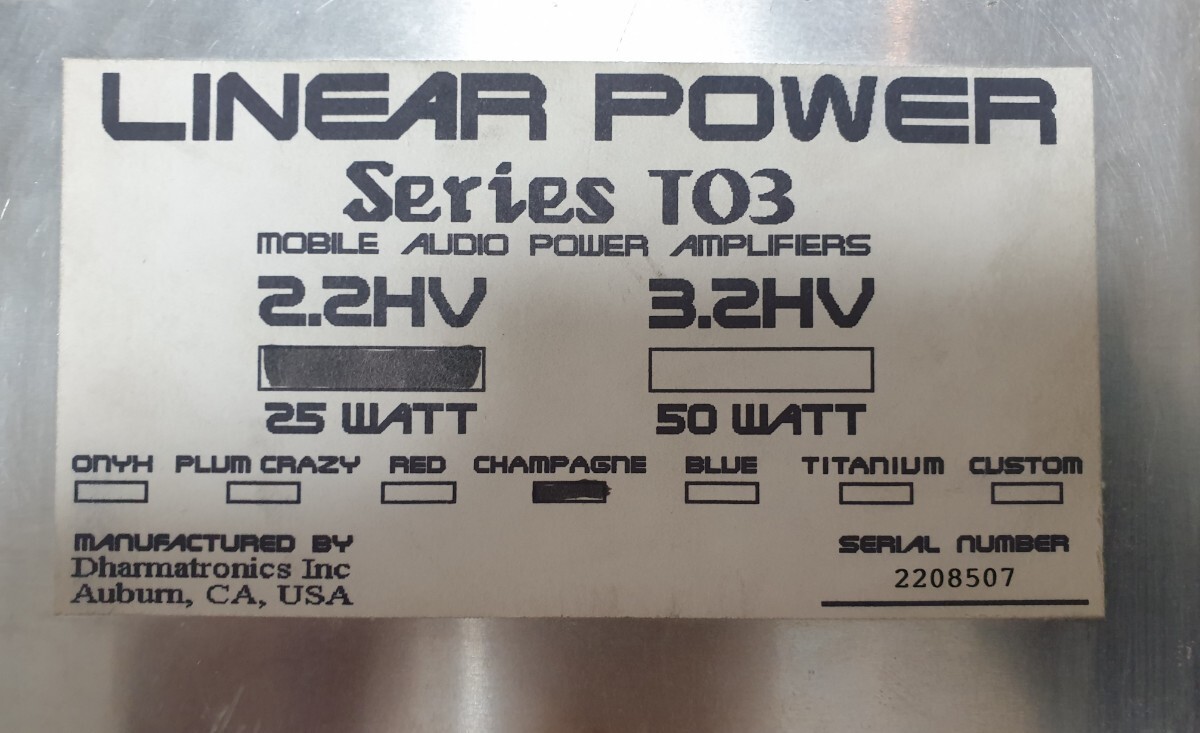 LINEAR POWER
Series TO3
MOBILE AUDIO POWER AMPLIFIERS
2.2HV 3.2HV
25 WATT 50 WATT
ONYX PLUM CRAZY RED CHAMPAGNE BLUE TITANIUM CUSTOM
MANUFACTURED BY SERIAL NUMBER
Dharmatronics Inc 2208507
Auburn, CA, USA